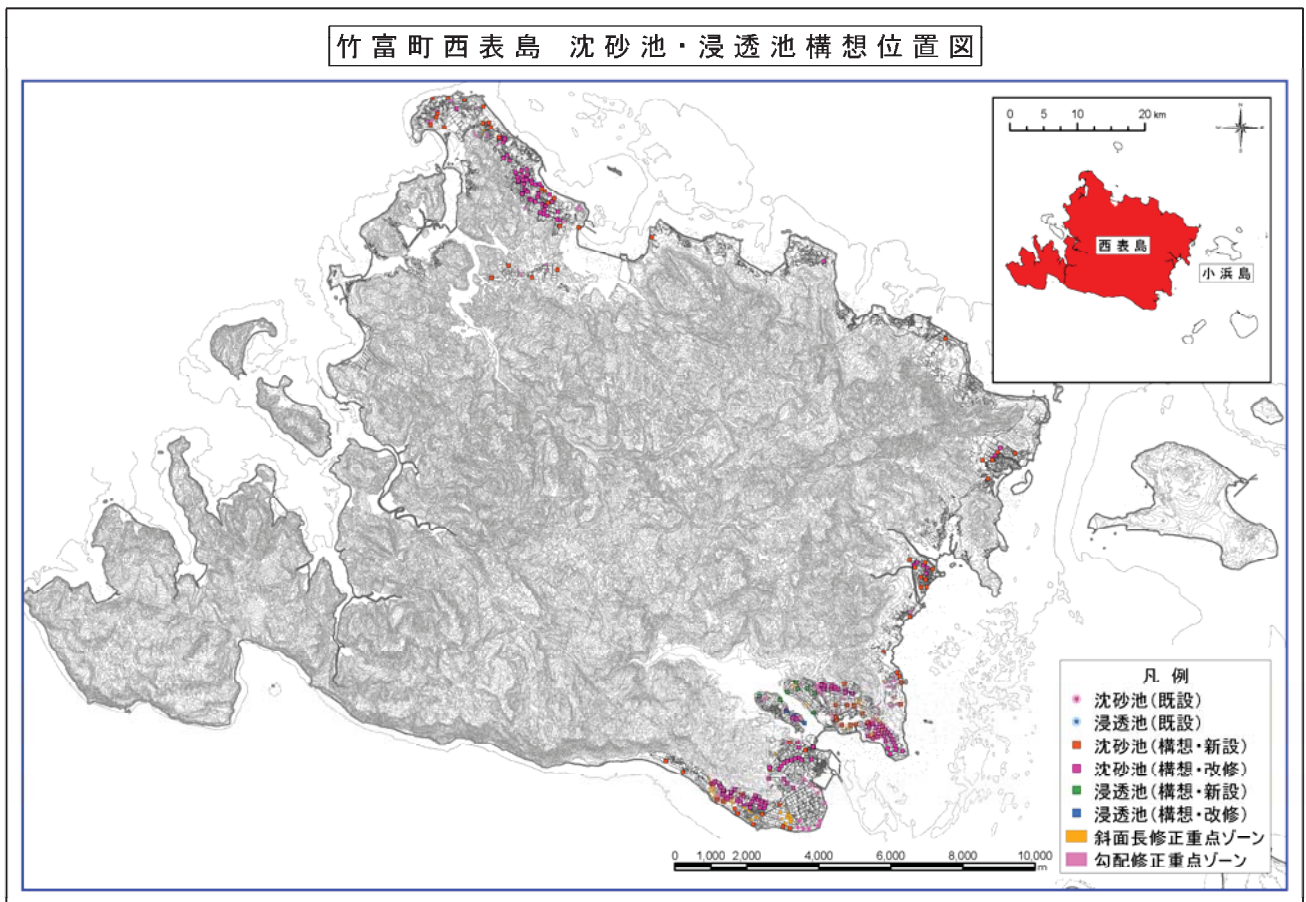 竹富町西表島 沈砂池・浸透池構想位置図
0 5 10 20 km
N
W E
S
西表島
小浜島
凡 例
沈砂池(既設)
浸透池(既設)
沈砂池(構想・新設)
沈砂池(構想・改修)
浸透池(構想・新設)
浸透池(構想・改修)
斜面長修正重点ゾーン
勾配修正重点ゾーン
0 1,000 2,000 4,000 6,000 8,000 10,000
m